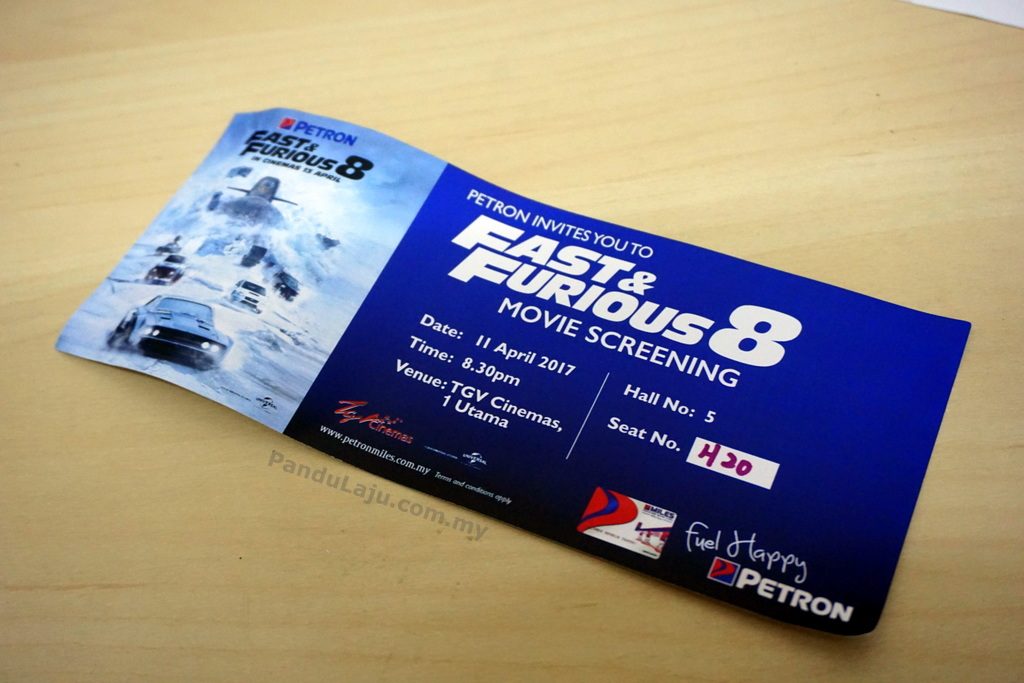 PETRON
FAST &
FURIOUS 8
IN CINEMAS 13 APRIL
PETRON INVITES YOU TO
FAST &
FURIOUS 8
MOVIE SCREENING
Date: 11 April 2017
Time: 8.30pm
Venue: TGV Cinemas,
1 Utama
Hall No: 5
Seat No. H20
TGV Cinemas
www.petronmiles.com.my
UNIVERSAL
Terms and conditions apply
MILES
Fuel Happy
PETRON
PanduLaju.com.my